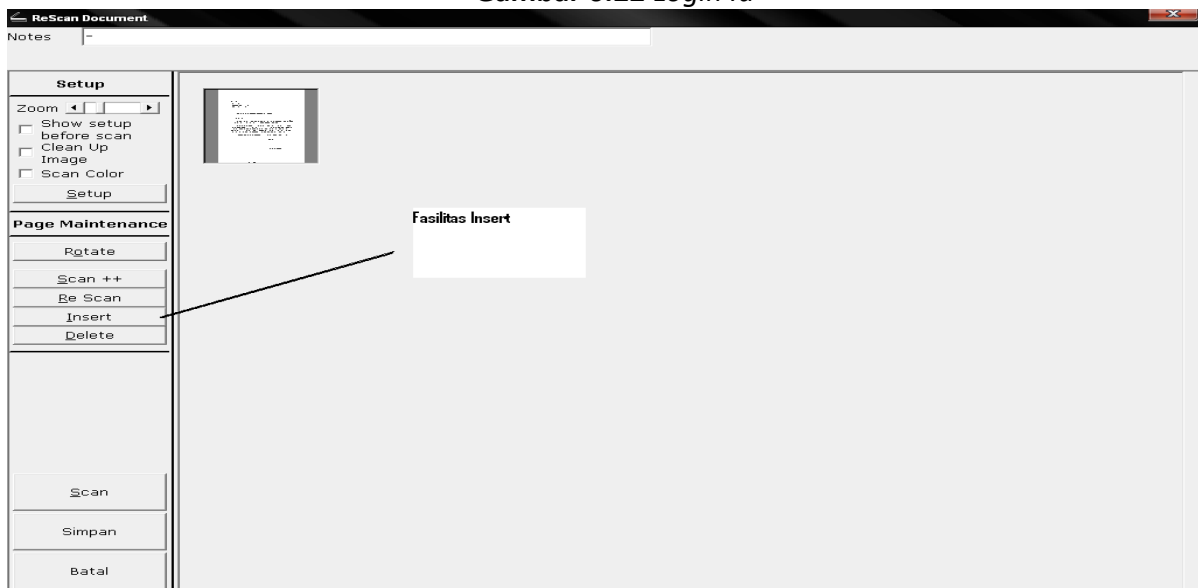 ReScan Document
Notes -
Setup
Zoom
Show setup
before scan
Clean Up
Image
Scan Color
Setup
Page Maintenance
Rotate
Scan ++
Re Scan
Insert
Delete
Fasilitas Insert
Scan
Simpan
Batal